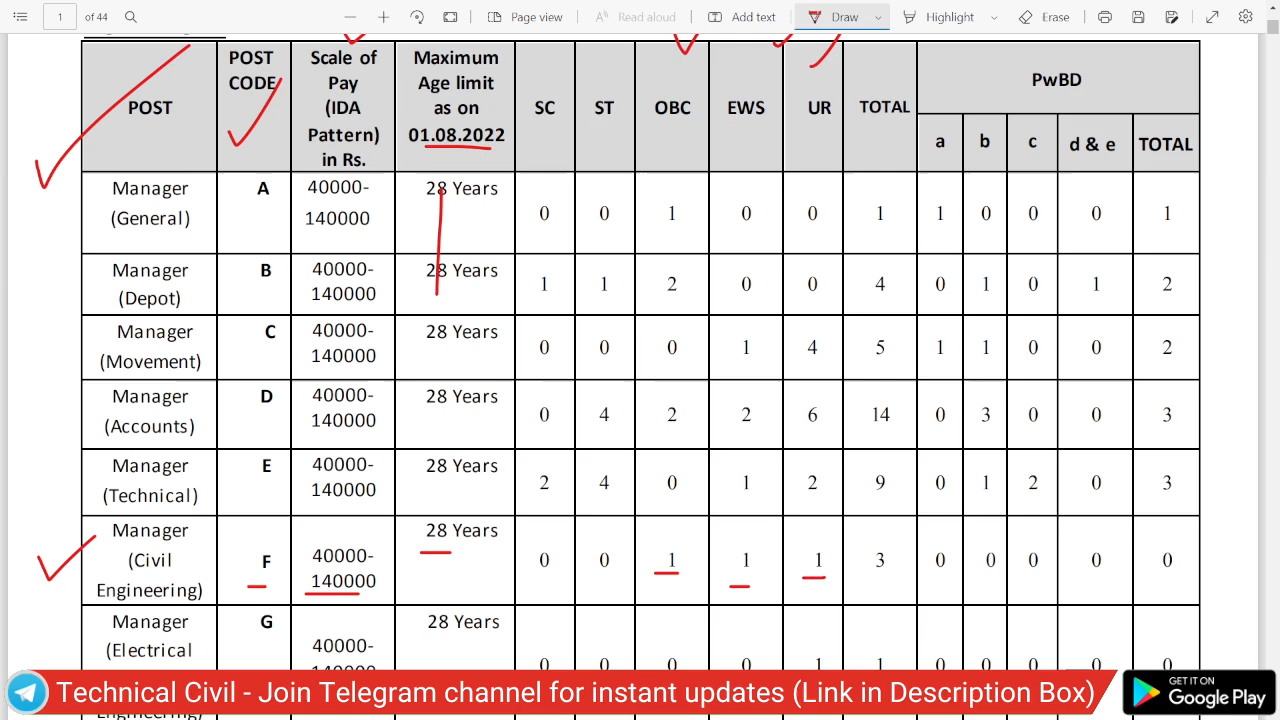 1 of 44 Page view Read aloud Add text Draw Highlight Erase
POST POST CODE Scale of Pay (IDA Pattern) in Rs. Maximum Age limit as on 01.08.2022 SC ST OBC EWS UR TOTAL PwBD
a b c d & e TOTAL
Manager (General) A 40000-140000 28 Years 0 0 1 0 0 1 1 0 0 0 1
Manager (Depot) B 40000-140000 28 Years 1 1 2 0 0 4 0 1 0 1 2
Manager (Movement) C 40000-140000 28 Years 0 0 0 1 4 5 1 1 0 0 2
Manager (Accounts) D 40000-140000 28 Years 0 4 2 2 6 14 0 3 0 0 3
Manager (Technical) E 40000-140000 28 Years 2 4 0 1 2 9 0 1 2 0 3
Manager (Civil Engineering) F 40000-140000 28 Years 0 0 1 1 1 3 0 0 0 0 0
Manager (Electrical G 40000- 28 Years 0 0 0 0 1 1 0 0 0 0 0
Technical Civil - Join Telegram channel for instant updates (Link in Description Box)
GET IT ON
Google Play